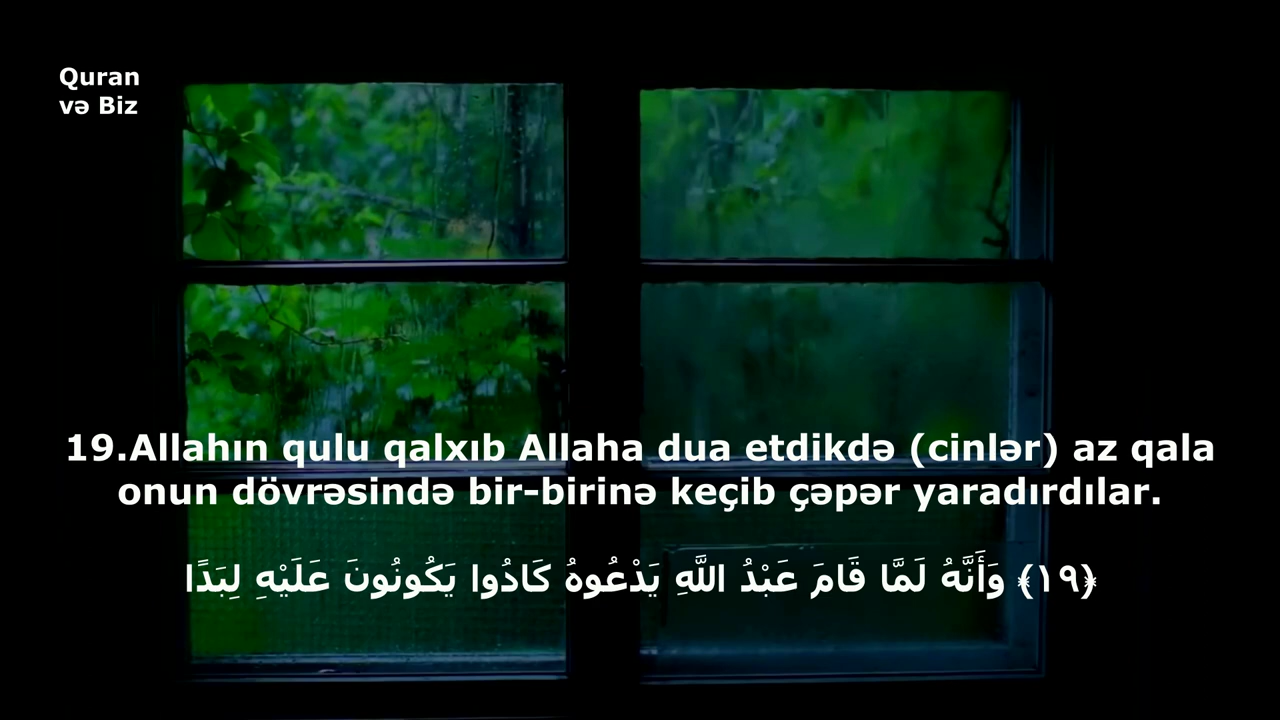 Quran
və Biz
19.Allahın qulu qalxıb Allaha dua etdikdə (cinlər) az qala
onun dövrəsində bir-birinə keçib çəpər yaradırdılar.
﴿١٩﴾ وَأَنَّهُ لَمَّا قَامَ عَبْدُ اللَّهِ يَدْعُوهُ كَادُوا يَكُونُونَ عَلَيْهِ لِبَدًا